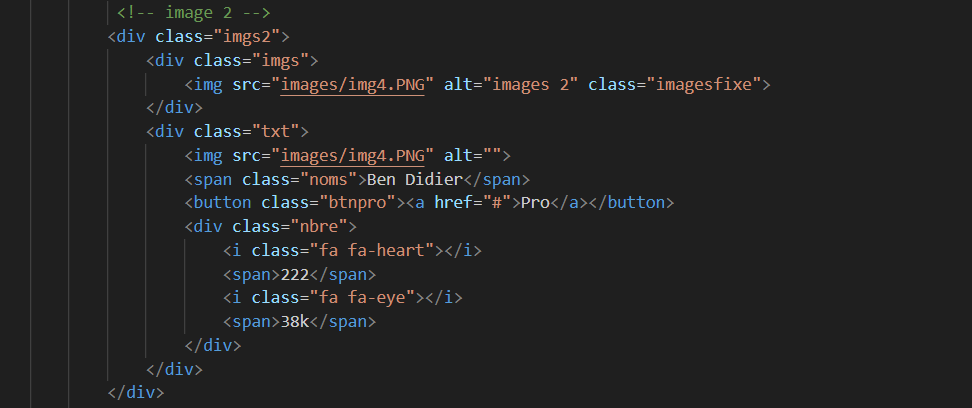 <!-- image 2 -->
<div class="imgs2">
<div class="imgs">
<img src="images/img4.PNG" alt="images 2" class="imagesfixe">
</div>
<div class="txt">
<img src="images/img4.PNG" alt="">
<span class="noms">Ben Didier</span>
<button class="btnpro"><a href="#">Pro</a></button>
<div class="nbre">
<i class="fa fa-heart"></i>
<span>222</span>
<i class="fa fa-eye"></i>
<span>38k</span>
</div>
</div>
</div>